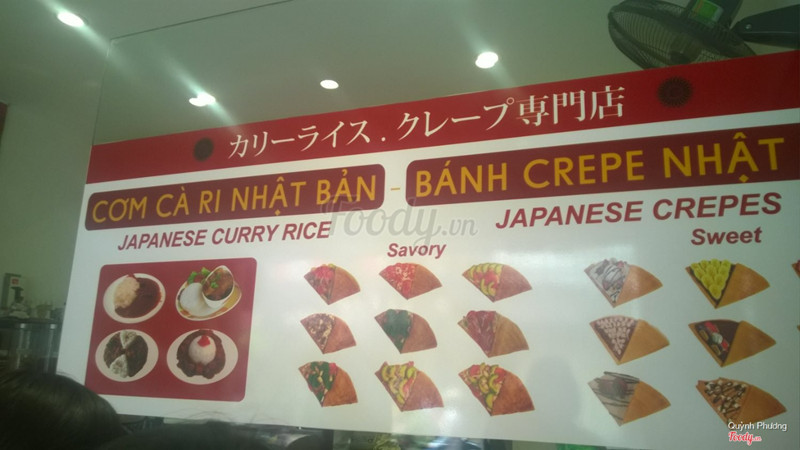 カリーライス . クレープ専門店
CƠM CÀ RI NHẬT BẢN - BÁNH CREPE NHẬT
JAPANESE CURRY RICE
JAPANESE CREPES
Savory
Sweet
Foody.vn
Quỳnh Phương
Foody.vn